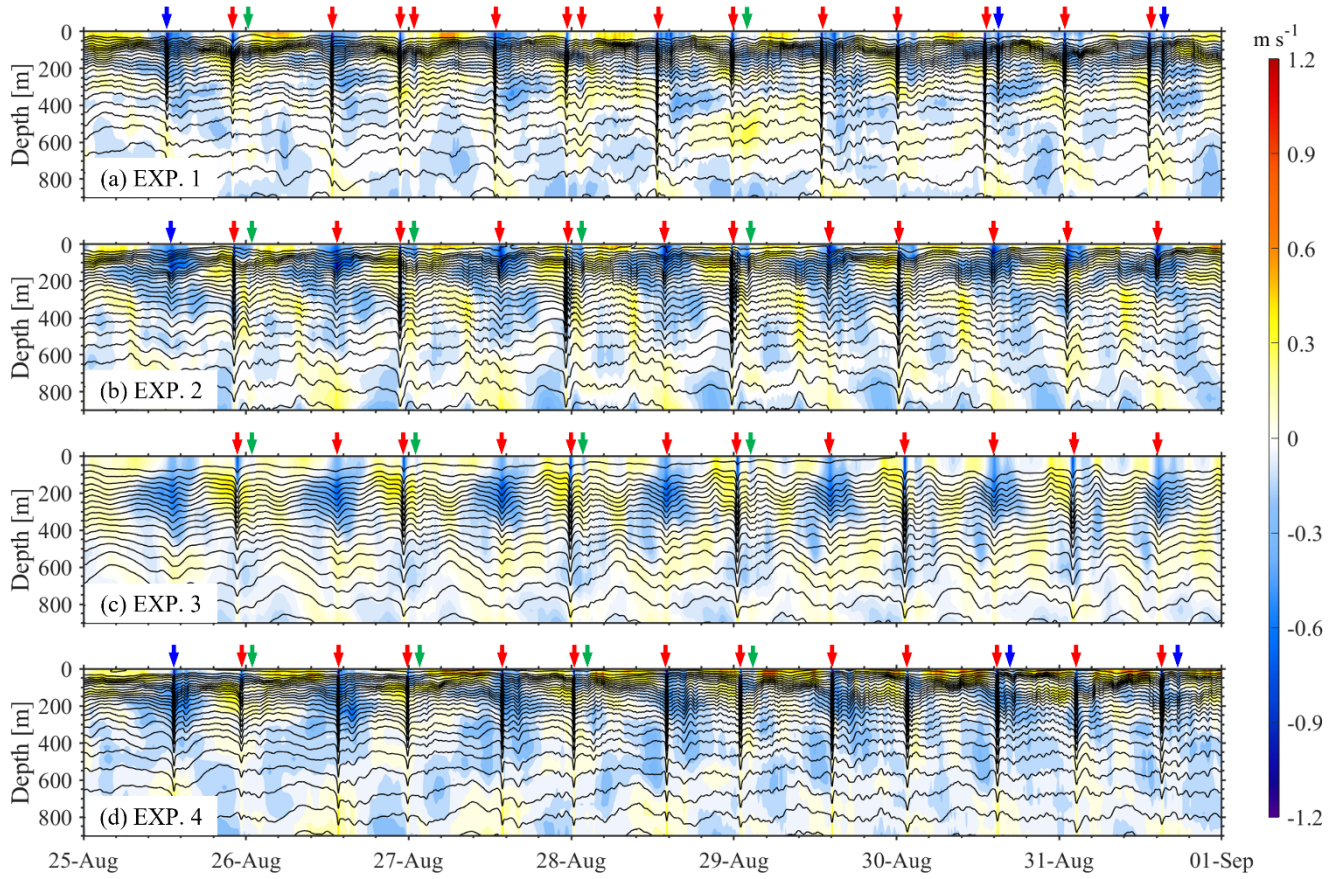 m s⁻¹
0
200
400
600
800
Depth [m]
(a) EXP. 1
0
200
400
600
800
Depth [m]
(b) EXP. 2
0
200
400
600
800
Depth [m]
(c) EXP. 3
0
200
400
600
800
Depth [m]
(d) EXP. 4
25-Aug 26-Aug 27-Aug 28-Aug 29-Aug 30-Aug 31-Aug 01-Sep
1.2
0.9
0.6
0.3
0
-0.3
-0.6
-0.9
-1.2